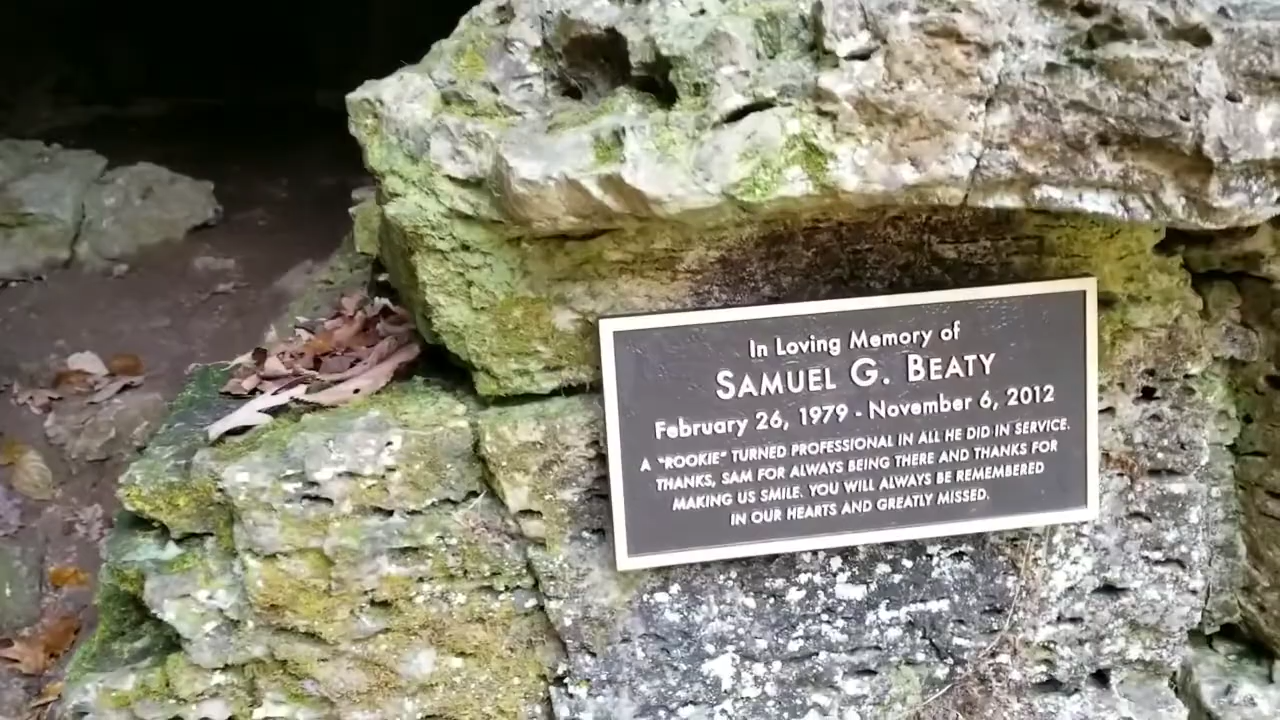 In Loving Memory of
SAMUEL G. BEATY
February 26, 1979 - November 6, 2012
A "ROOKIE" TURNED PROFESSIONAL IN ALL HE DID IN SERVICE.
THANKS, SAM FOR ALWAYS BEING THERE AND THANKS FOR
MAKING US SMILE. YOU WILL ALWAYS BE REMEMBERED
IN OUR HEARTS AND GREATLY MISSED.